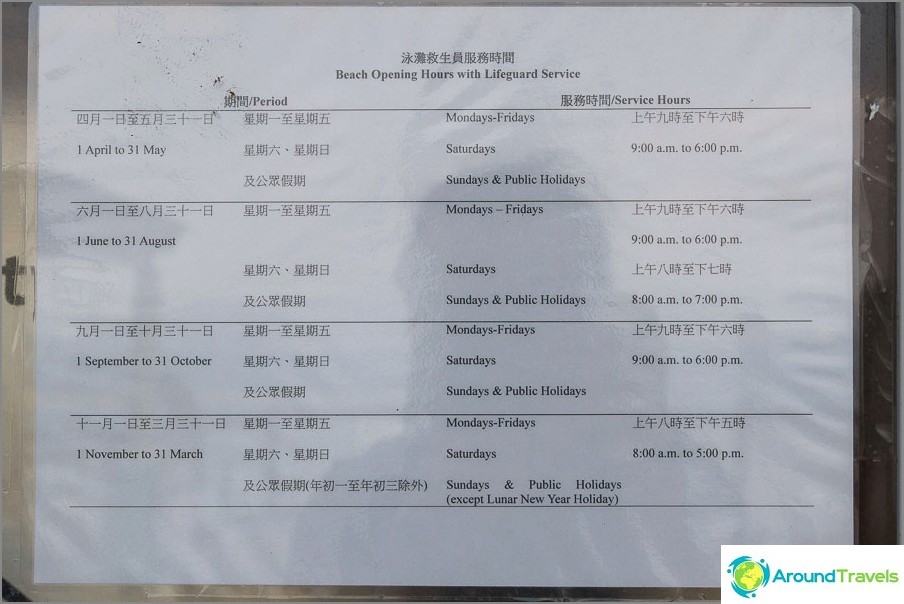 泳灘救生員服務時間
Beach Opening Hours with Lifeguard Service
期間/Period 服務時間/Service Hours
四月一日至五月三十一日 星期一至星期五 Mondays-Fridays 上午九時至下午六時
1 April to 31 May 星期六、星期日 Saturdays 9:00 a.m. to 6:00 p.m.
及公眾假期 Sundays & Public Holidays
六月一日至八月三十一日 星期一至星期五 Mondays – Fridays 上午九時至下午六時
1 June to 31 August 9:00 a.m. to 6:00 p.m.
星期六、星期日 Saturdays 上午八時至下七時
及公眾假期 Sundays & Public Holidays 8:00 a.m. to 7:00 p.m.
九月一日至十月三十一日 星期一至星期五 Mondays-Fridays 上午九時至下午六時
1 September to 31 October 星期六、星期日 Saturdays 9:00 a.m. to 6:00 p.m.
及公眾假期 Sundays & Public Holidays
十一月一日至三月三十一日 星期一至星期五 Mondays-Fridays 上午八時至下午五時
1 November to 31 March 星期六、星期日 Saturdays 8:00 a.m. to 5:00 p.m.
及公眾假期(年初一至年初三除外) Sundays & Public Holidays
(except Lunar New Year Holiday)
AroundTravels